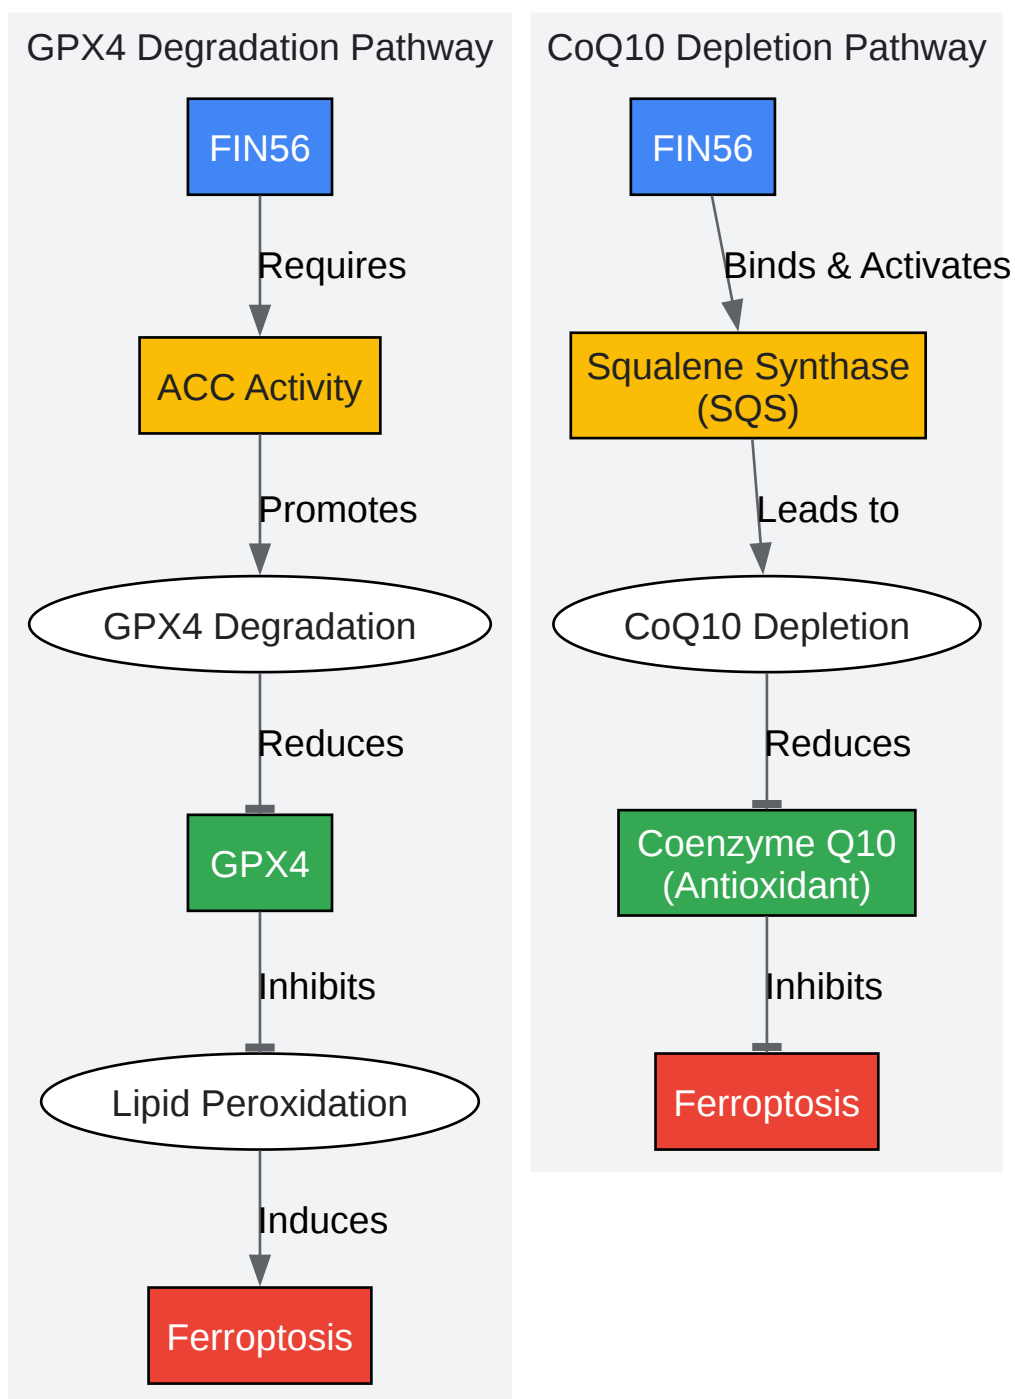 GPX4 Degradation Pathway
FIN56
Requires
ACC Activity
Promotes
GPX4 Degradation
Reduces
GPX4
Inhibits
Lipid Peroxidation
Induces
Ferroptosis
CoQ10 Depletion Pathway
FIN56
Binds & Activates
Squalene Synthase
(SQS)
Leads to
CoQ10 Depletion
Reduces
Coenzyme Q10
(Antioxidant)
Inhibits
Ferroptosis